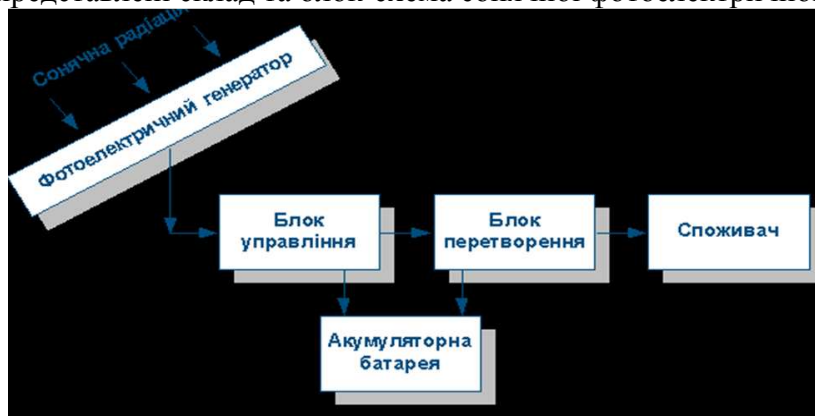 Сонячна радіація
Фотоелектричний генератор
Блок
управління
Блок
перетворення
Споживач
Акумуляторна
батарея